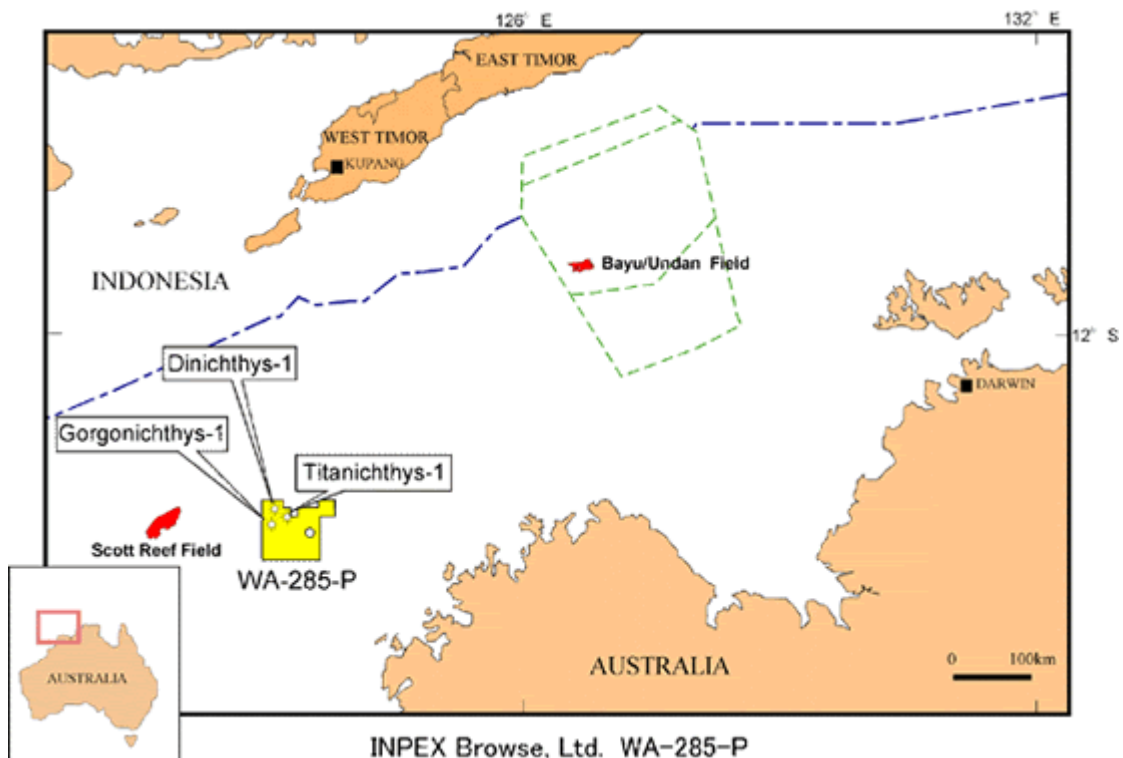 126° E
132° E
EAST TIMOR
WEST TIMOR
KUPANG
INDONESIA
Bayu/Undan Field
12° S
Dinichthys-1
DARWIN
Gorgonichthys-1
Titanichthys-1
Scott Reef Field
WA-285-P
AUSTRALIA
0 100km
AUSTRALIA
INPEX Browse, Ltd. WA-285-P